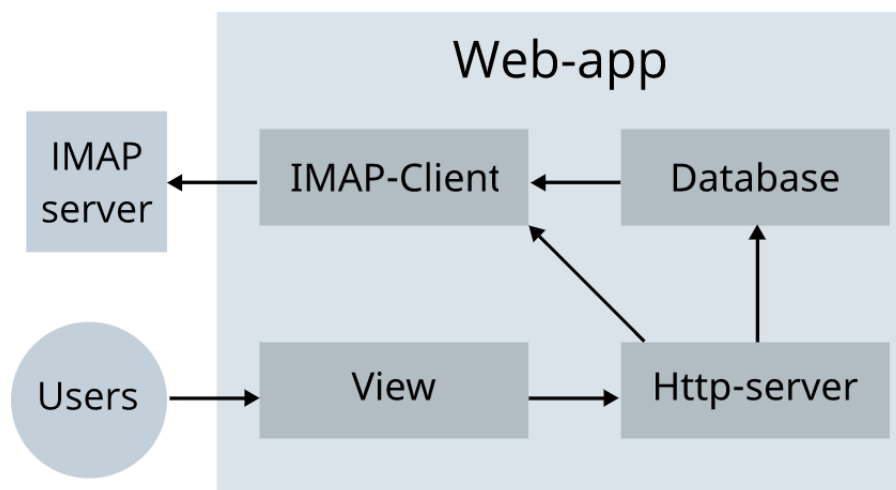 Web-app
IMAP
server
IMAP-Client
Database
Users
View
Http-server